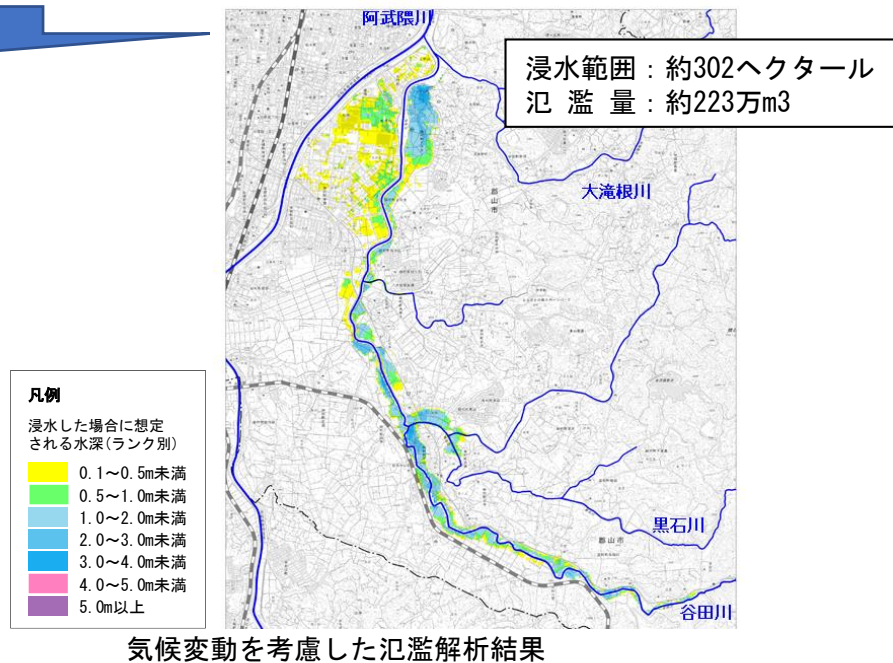 阿武隈川
浸水範囲：約302ヘクタール
氾 濫 量：約223万m3
大滝根川
郡山市
凡例
浸水した場合に想定
される水深(ランク別)
0.1～0.5m未満
0.5～1.0m未満
1.0～2.0m未満
2.0～3.0m未満
3.0～4.0m未満
4.0～5.0m未満
5.0m以上
黒石川
郡山市
谷田川
気候変動を考慮した氾濫解析結果